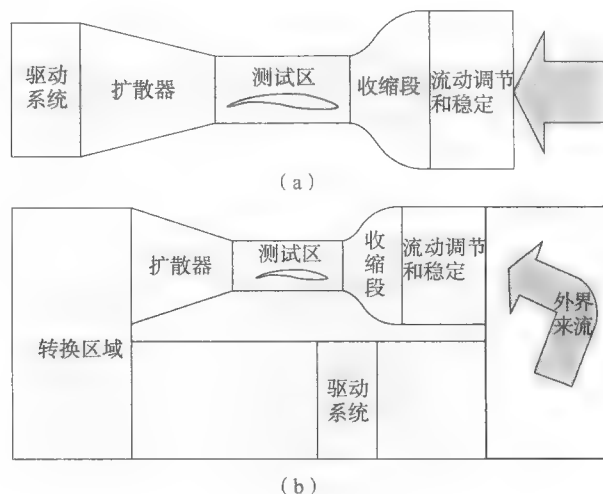 驱动
系统
扩散器
测试区
收缩段
流动调节
和稳定
(a)
转换区域
扩散器
测试区
收
缩
段
流动调节
和稳定
外界
来流
驱动
系统
(b)